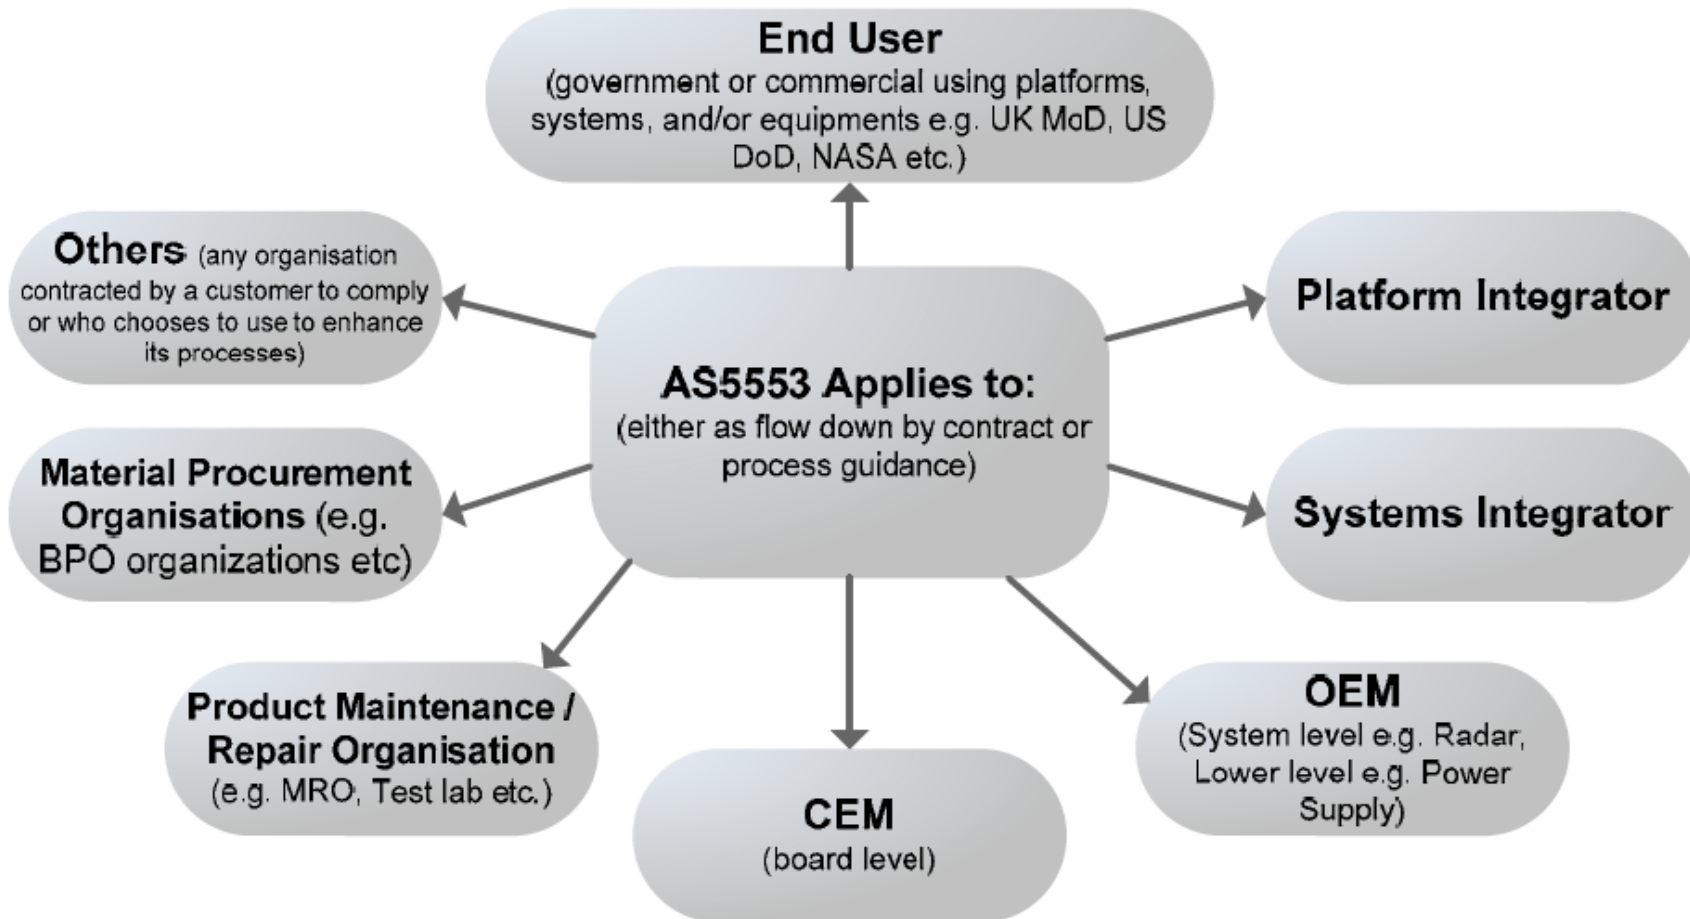 End User
(government or commercial using platforms,
systems, and/or equipments e.g. UK MoD, US
DoD, NASA etc.)
Others (any organisation
contracted by a customer to comply
or who chooses to use to enhance
its processes)
Platform Integrator
AS5553 Applies to:
(either as flow down by contract or
process guidance)
Material Procurement
Organisations (e.g.
BPO organizations etc)
Systems Integrator
Product Maintenance /
Repair Organisation
(e.g. MRO, Test lab etc.)
CEM
(board level)
OEM
(System level e.g. Radar,
Lower level e.g. Power
Supply)